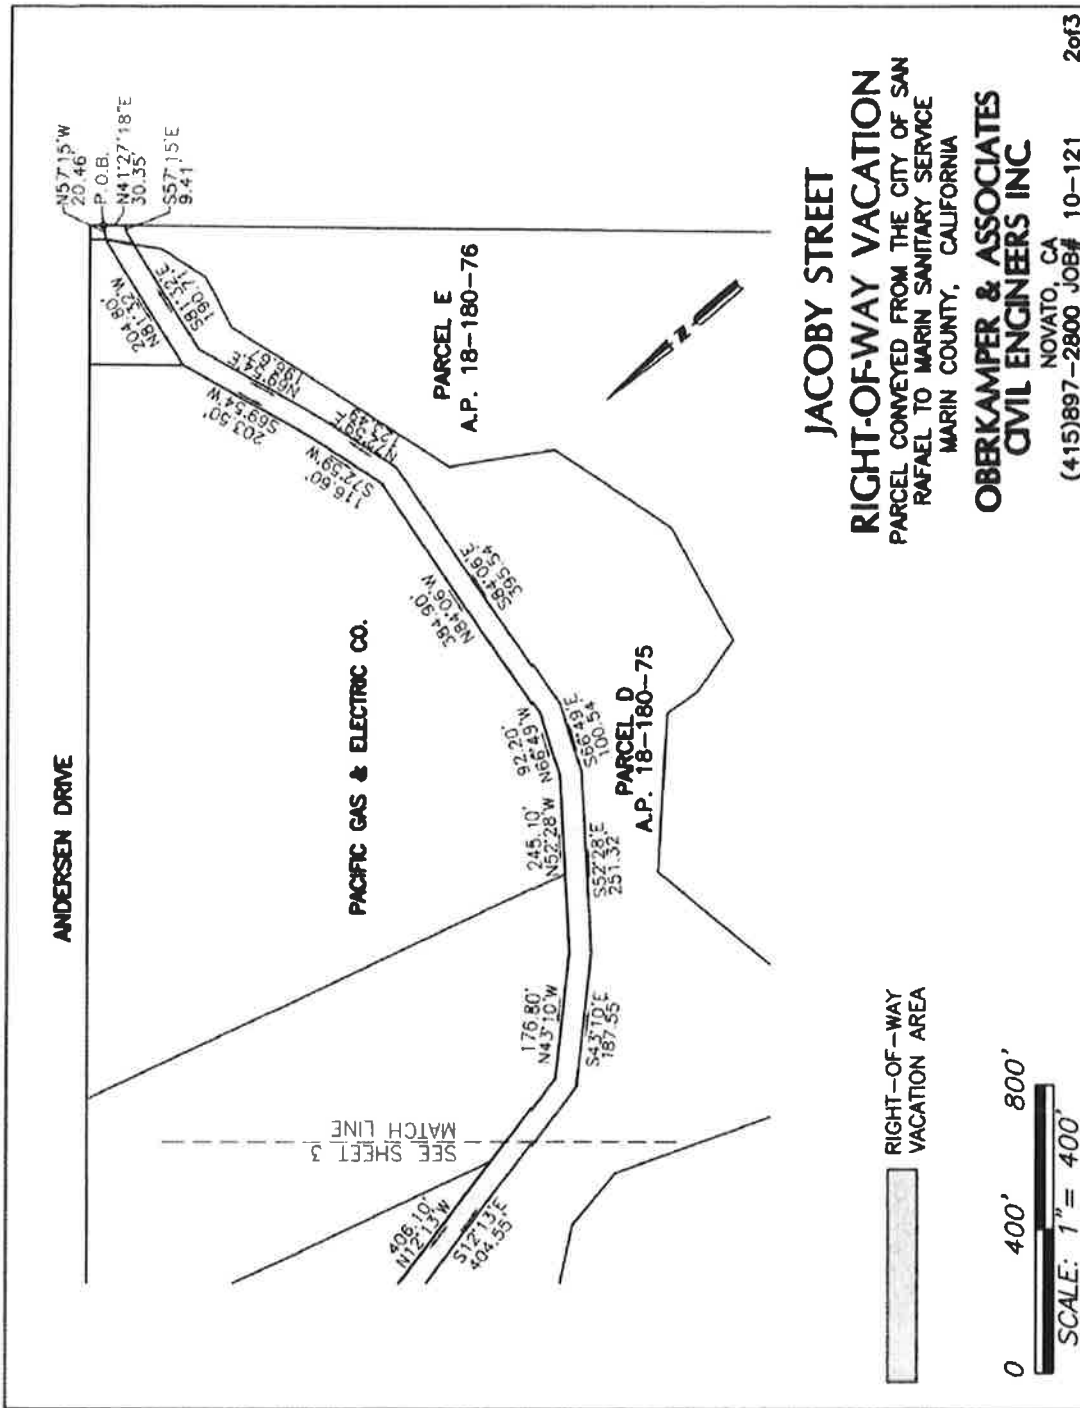 ANDERSEN DRIVE
PACIFIC GAS & ELECTRIC CO.
N57°15'W
20.46'
P.O.B.
N41°27'18"E
30.35'
S57°15'E
9.41'
204.80'
N81°32'W
S81°32'E
190.71'
203.50'
S69°54'W
N69°54'E
198.67'
116.60'
S72°59'W
N72°59'E
123.49'
384.90'
N84°06'W
S84°06'E
395.54'
92.20'
N66°49'W
S66°49'E
100.54'
245.10'
N52°28'W
S52°28'E
251.32'
176.80'
N43°10'W
S43°10'E
187.55'
406.10'
N12°13'W
S12°13'E
404.55'
SEE SHEET 3
MATCH LINE
PARCEL E
A.P. 18-180-76
PARCEL D
A.P. 18-180-75
N
RIGHT-OF-WAY
VACATION AREA
0 400' 800'
SCALE: 1"= 400'
JACOBY STREET
RIGHT-OF-WAY VACATION
PARCEL CONVEYED FROM THE CITY OF SAN
RAFAEL TO MARIN SANITARY SERVICE
MARIN COUNTY, CALIFORNIA
OBERKAMPER & ASSOCIATES
CIVIL ENGINEERS INC.
NOVATO, CA
(415)897-2800 JOB# 10-121 2of3